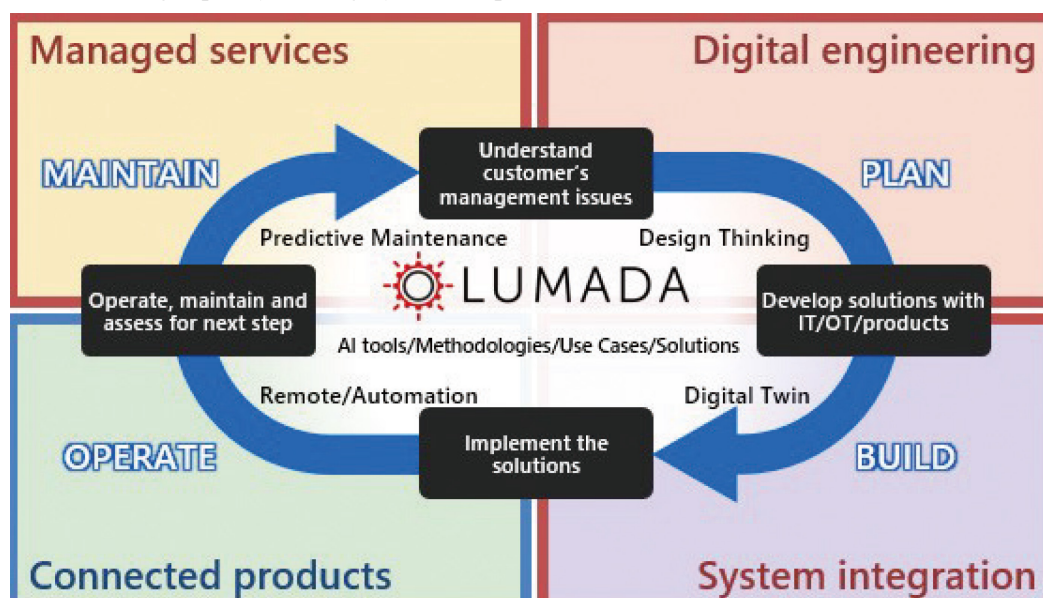 Managed services
Digital engineering
MAINTAIN
Understand
customer's
management issues
PLAN
Predictive Maintenance
Design Thinking
Operate, maintain and
assess for next step
LUMADA
Develop solutions with
IT/OT/products
AI tools/Methodologies/Use Cases/Solutions
Remote/Automation
Digital Twin
OPERATE
Implement the
solutions
BUILD
Connected products
System integration